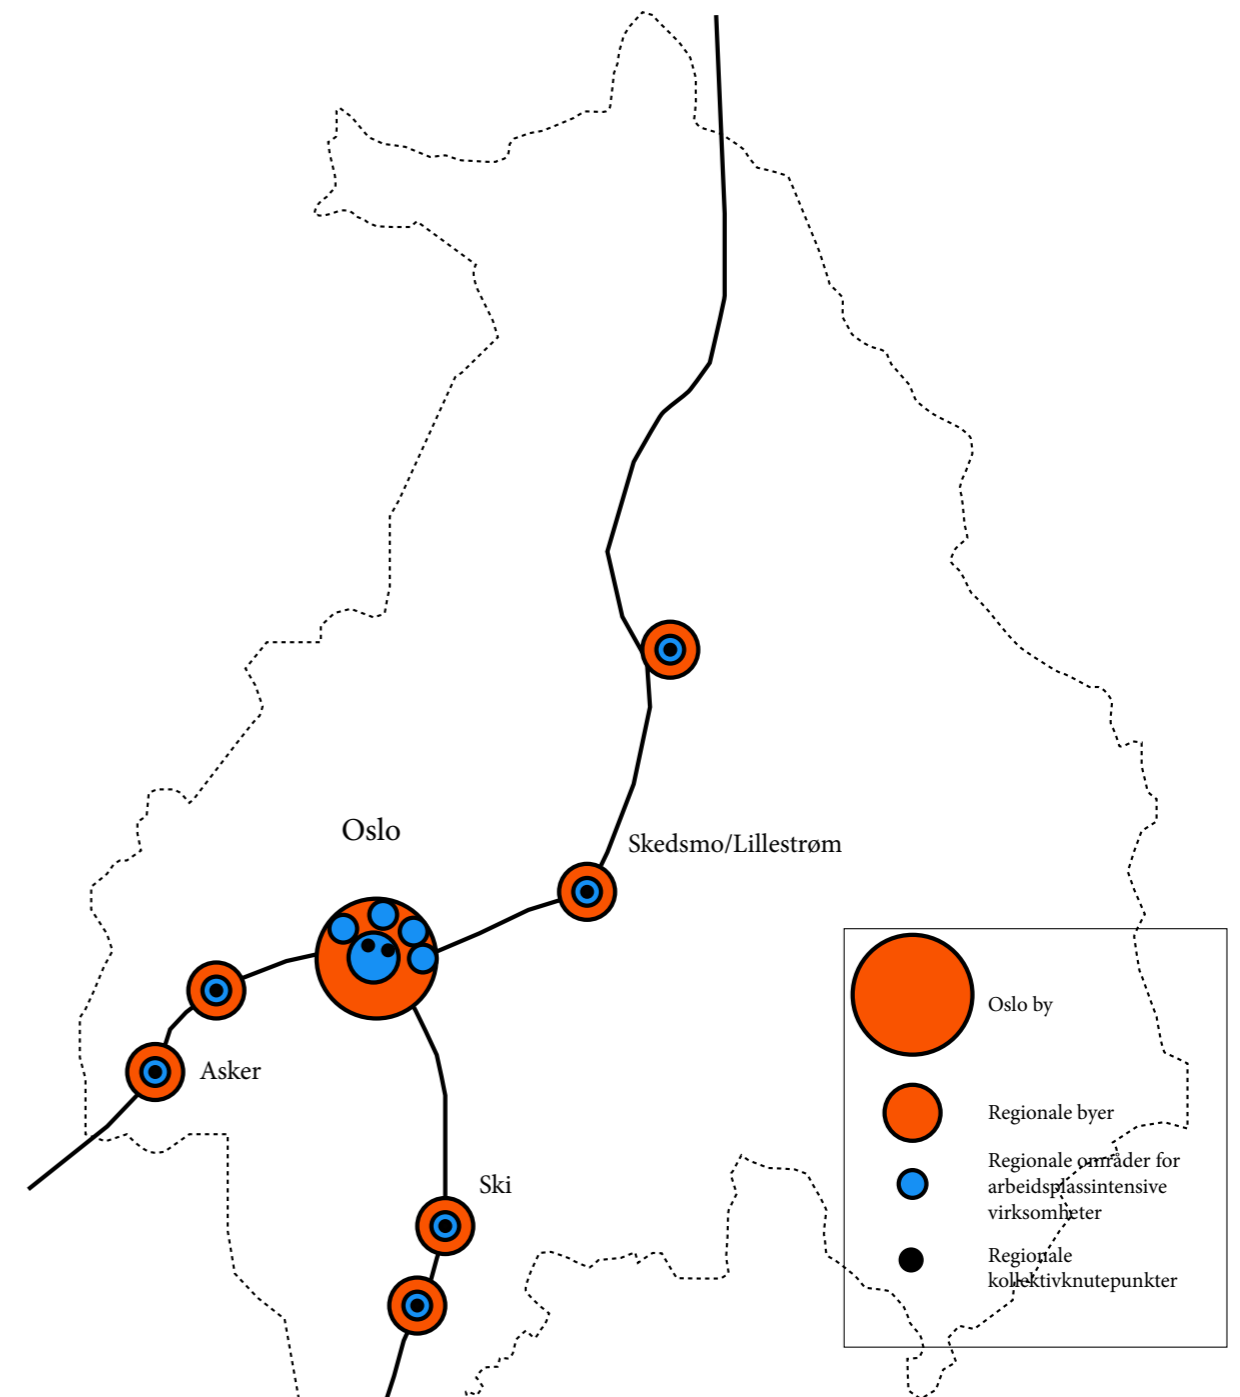 Oslo
Skedsmo/Lillestrøm
Asker
Ski
Oslo by
Regionale byer
Regionale områder for
arbeidsplassintensive
virksomheter
Regionale
kollektivknutepunkter